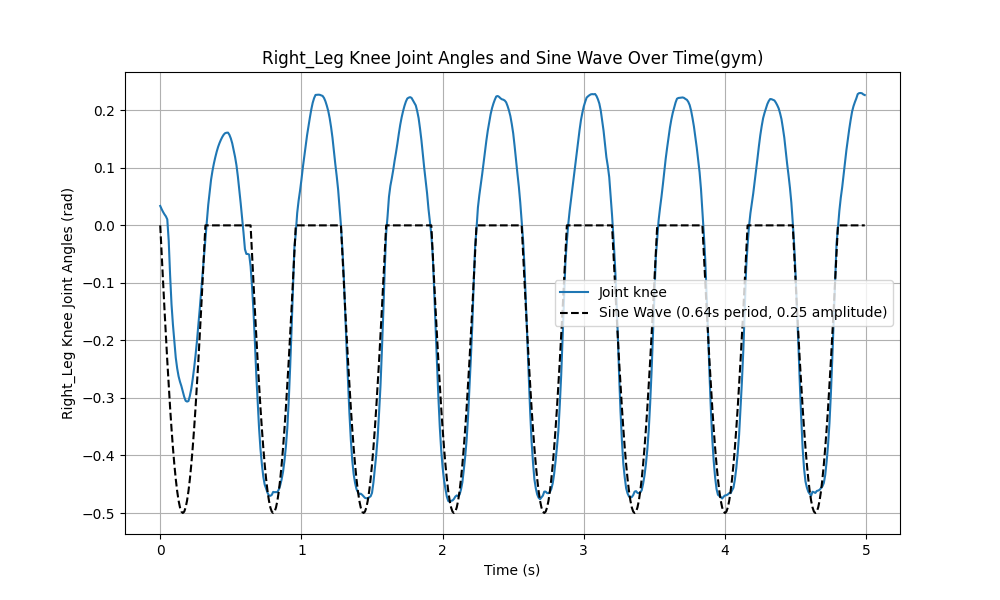 Right_Leg Knee Joint Angles and Sine Wave Over Time(gym)
Right_Leg Knee Joint Angles (rad)
0.2
0.1
0.0
−0.1
−0.2
−0.3
−0.4
−0.5
Joint knee
Sine Wave (0.64s period, 0.25 amplitude)
0 1 2 3 4 5
Time (s)